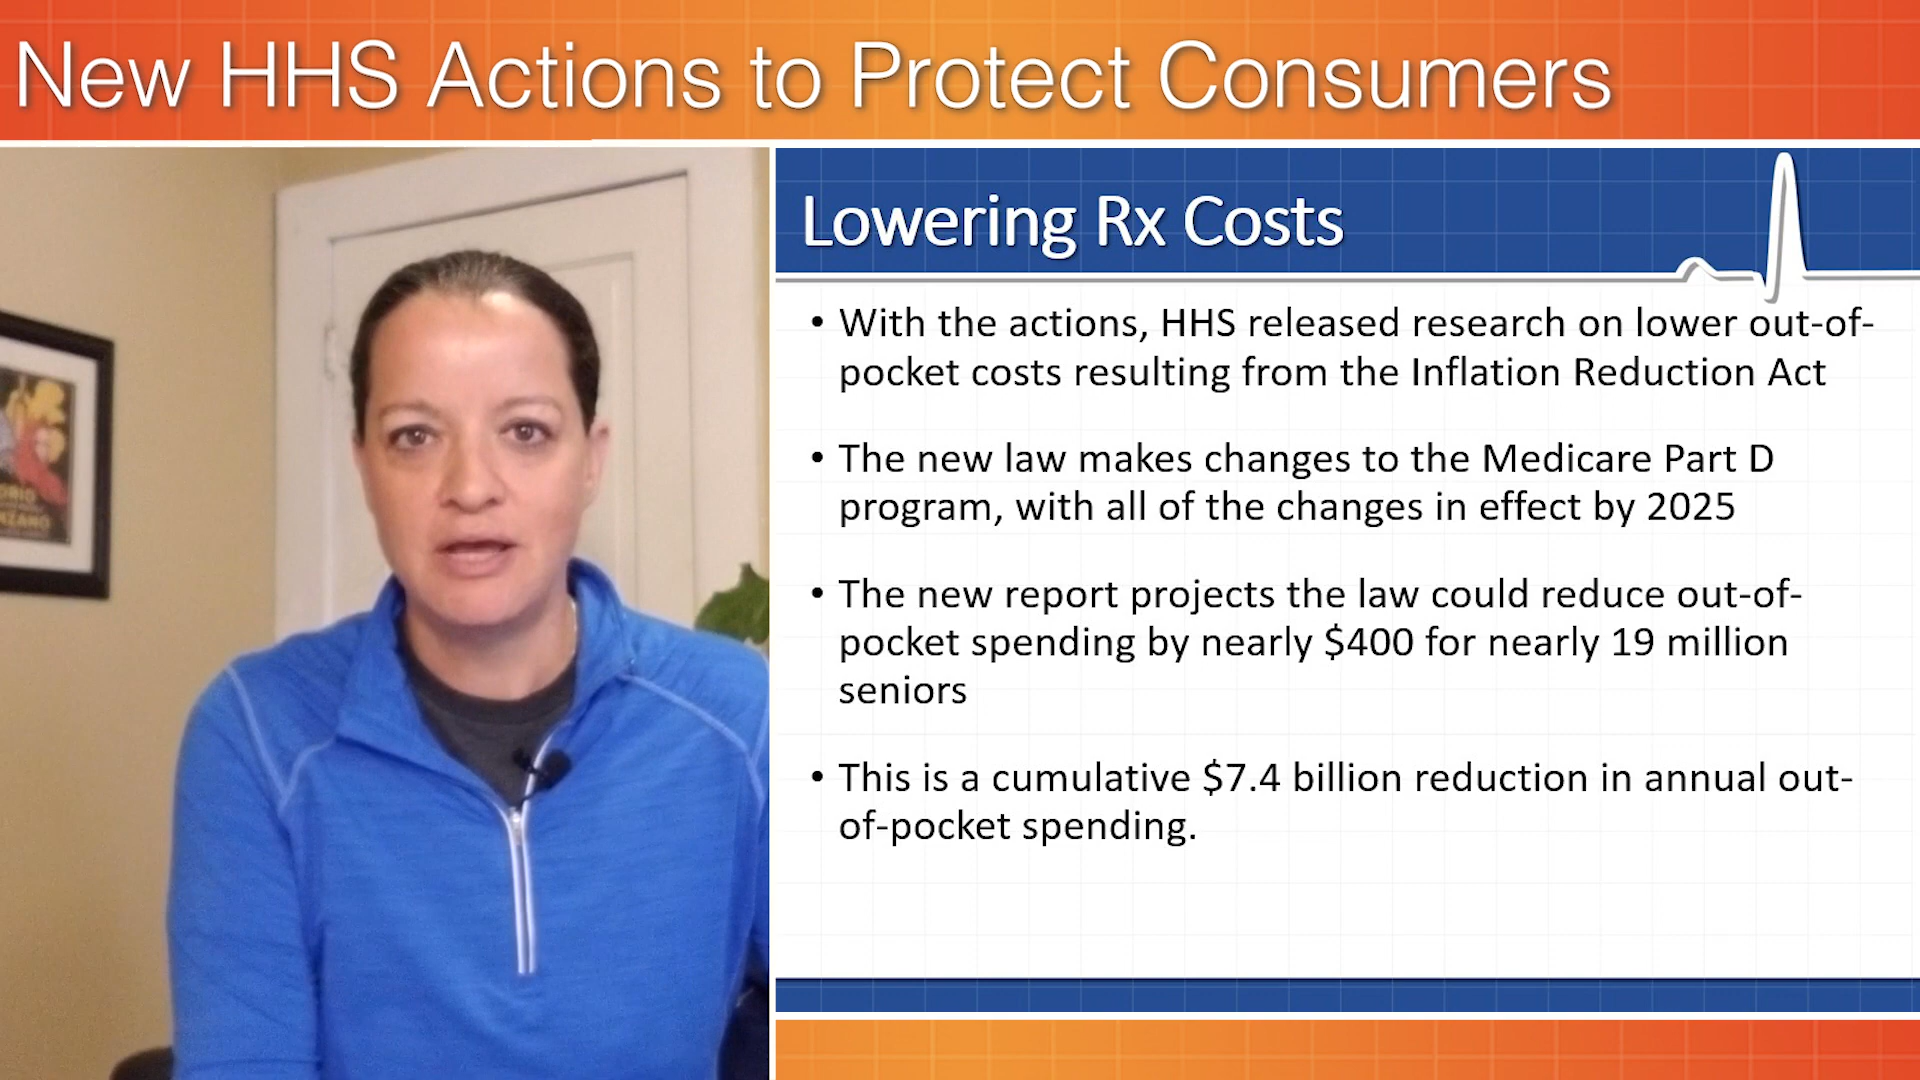 New HHS Actions to Protect Consumers
Lowering Rx Costs
• With the actions, HHS released research on lower out-of-
pocket costs resulting from the Inflation Reduction Act
• The new law makes changes to the Medicare Part D
program, with all of the changes in effect by 2025
• The new report projects the law could reduce out-of-
pocket spending by nearly $400 for nearly 19 million
seniors
• This is a cumulative $7.4 billion reduction in annual out-
of-pocket spending.